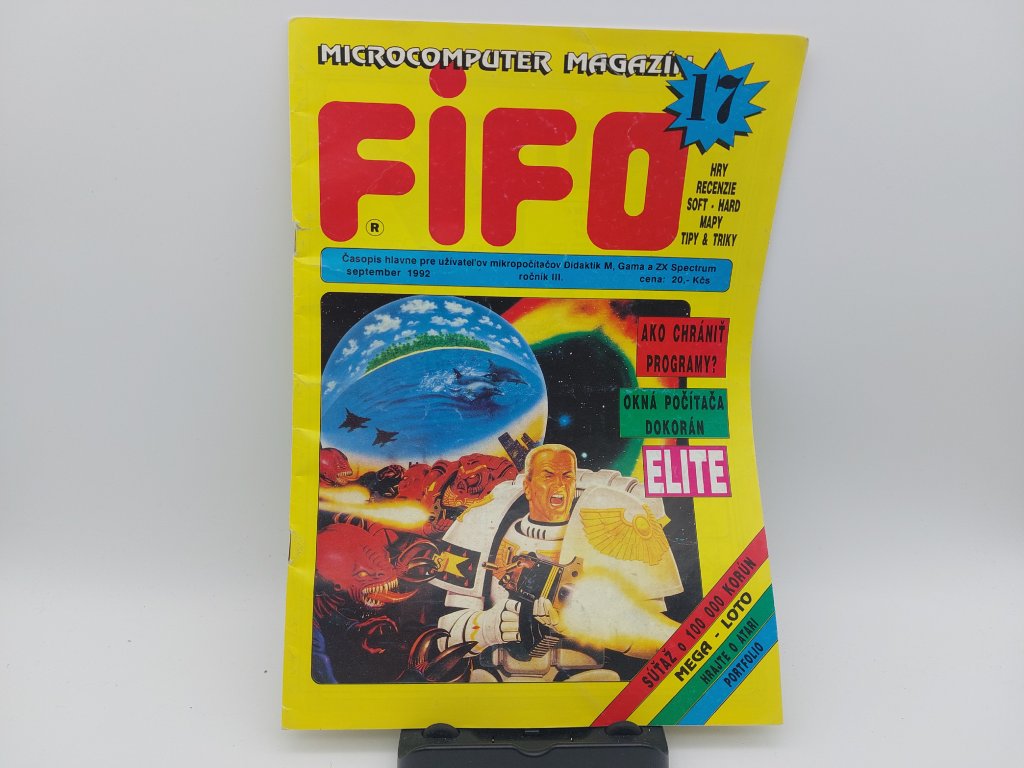 MICROCOMPUTER MAGAZÍN
17
FiFO
R
HRY
RECENZIE
SOFT - HARD
MAPY
TIPY & TRIKY
Časopis hlavne pre užívateľov mikropočítačov Didaktik M, Gama a ZX Spectrum
september 1992 ročník III. cena: 20,- Kčs
AKO CHRÁNIŤ
PROGRAMY?
OKNÁ POČÍTAČA
DOKORÁN
ELITE
SÚŤAŽ O 100 000 KORÚN
MEGA - LOTO
HRAJTE O ATARI
PORTFOLIO